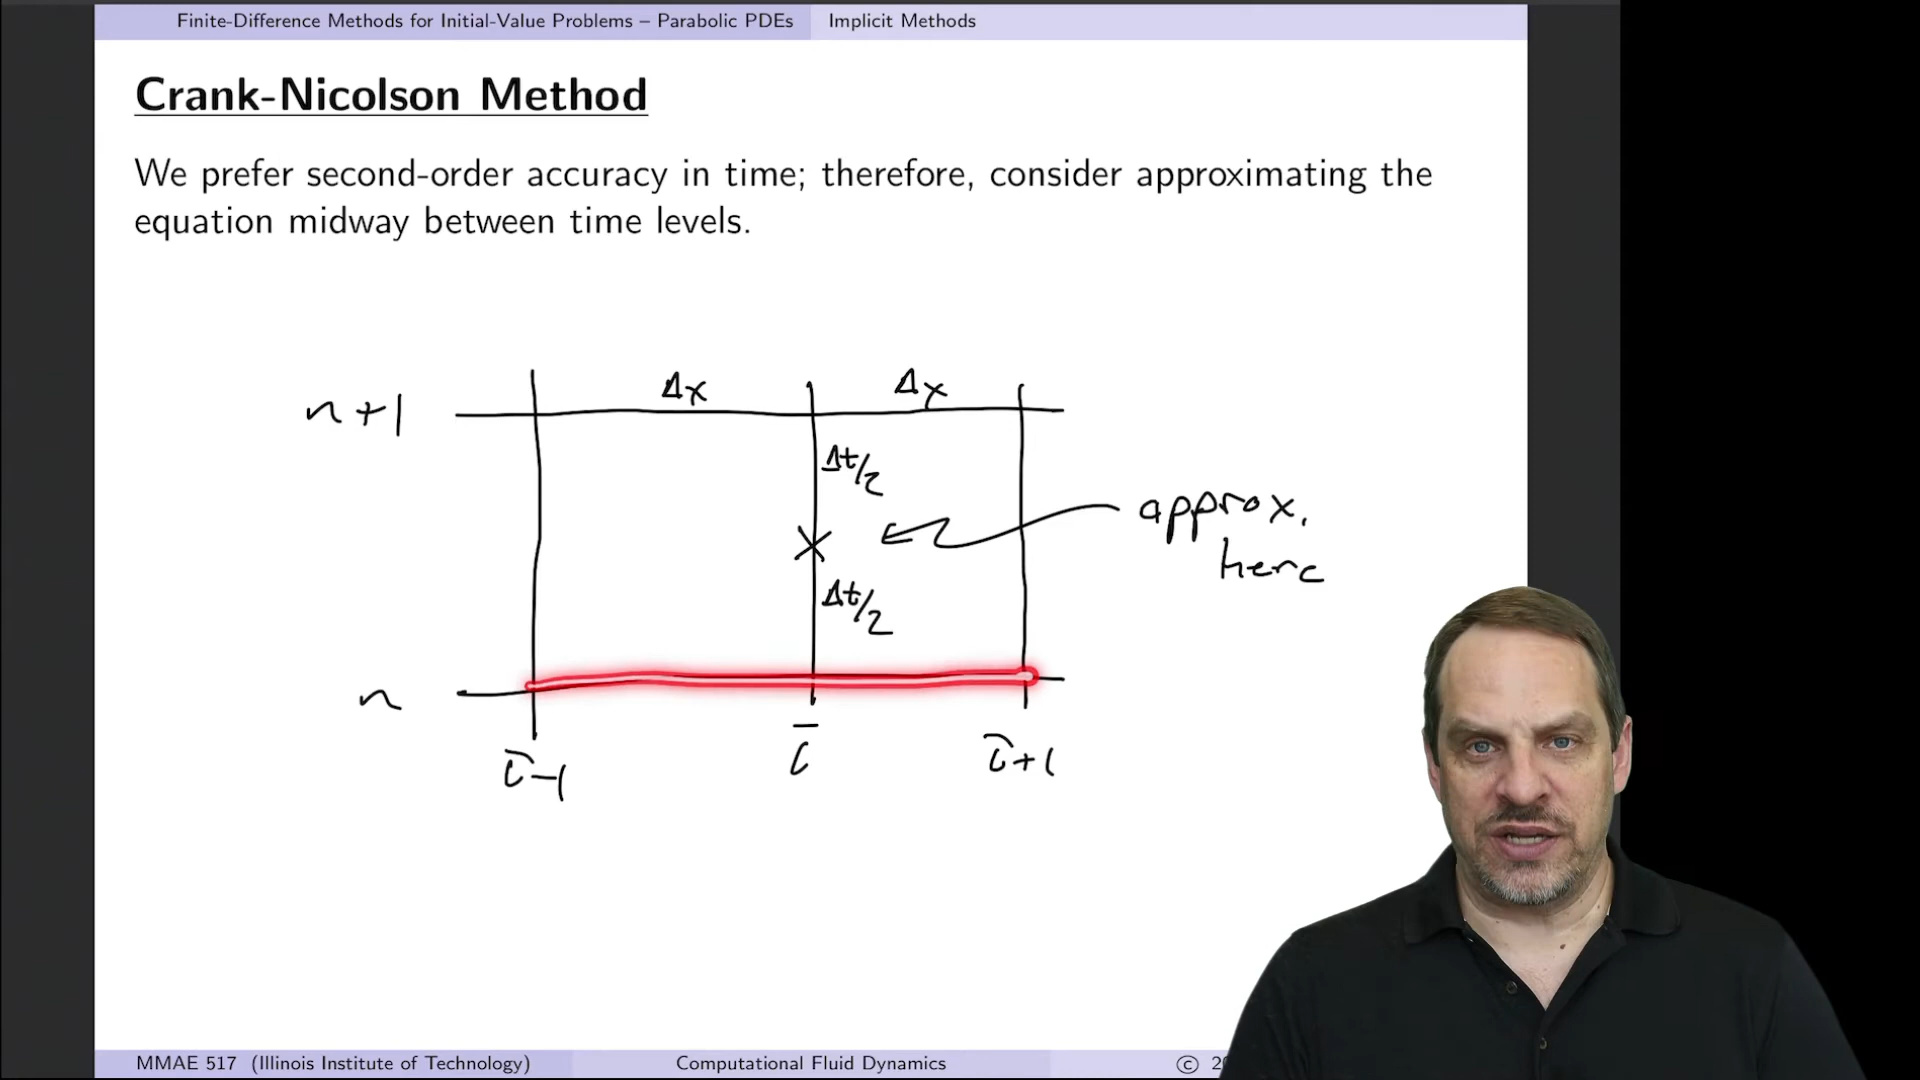 Finite-Difference Methods for Initial-Value Problems – Parabolic PDEs Implicit Methods
Crank-Nicolson Method
We prefer second-order accuracy in time; therefore, consider approximating the
equation midway between time levels.
Δx Δx
n+1
Δt/2
approx.
here
Δt/2
n
i-1 i i+1
MMAE 517 (Illinois Institute of Technology) Computational Fluid Dynamics © 20